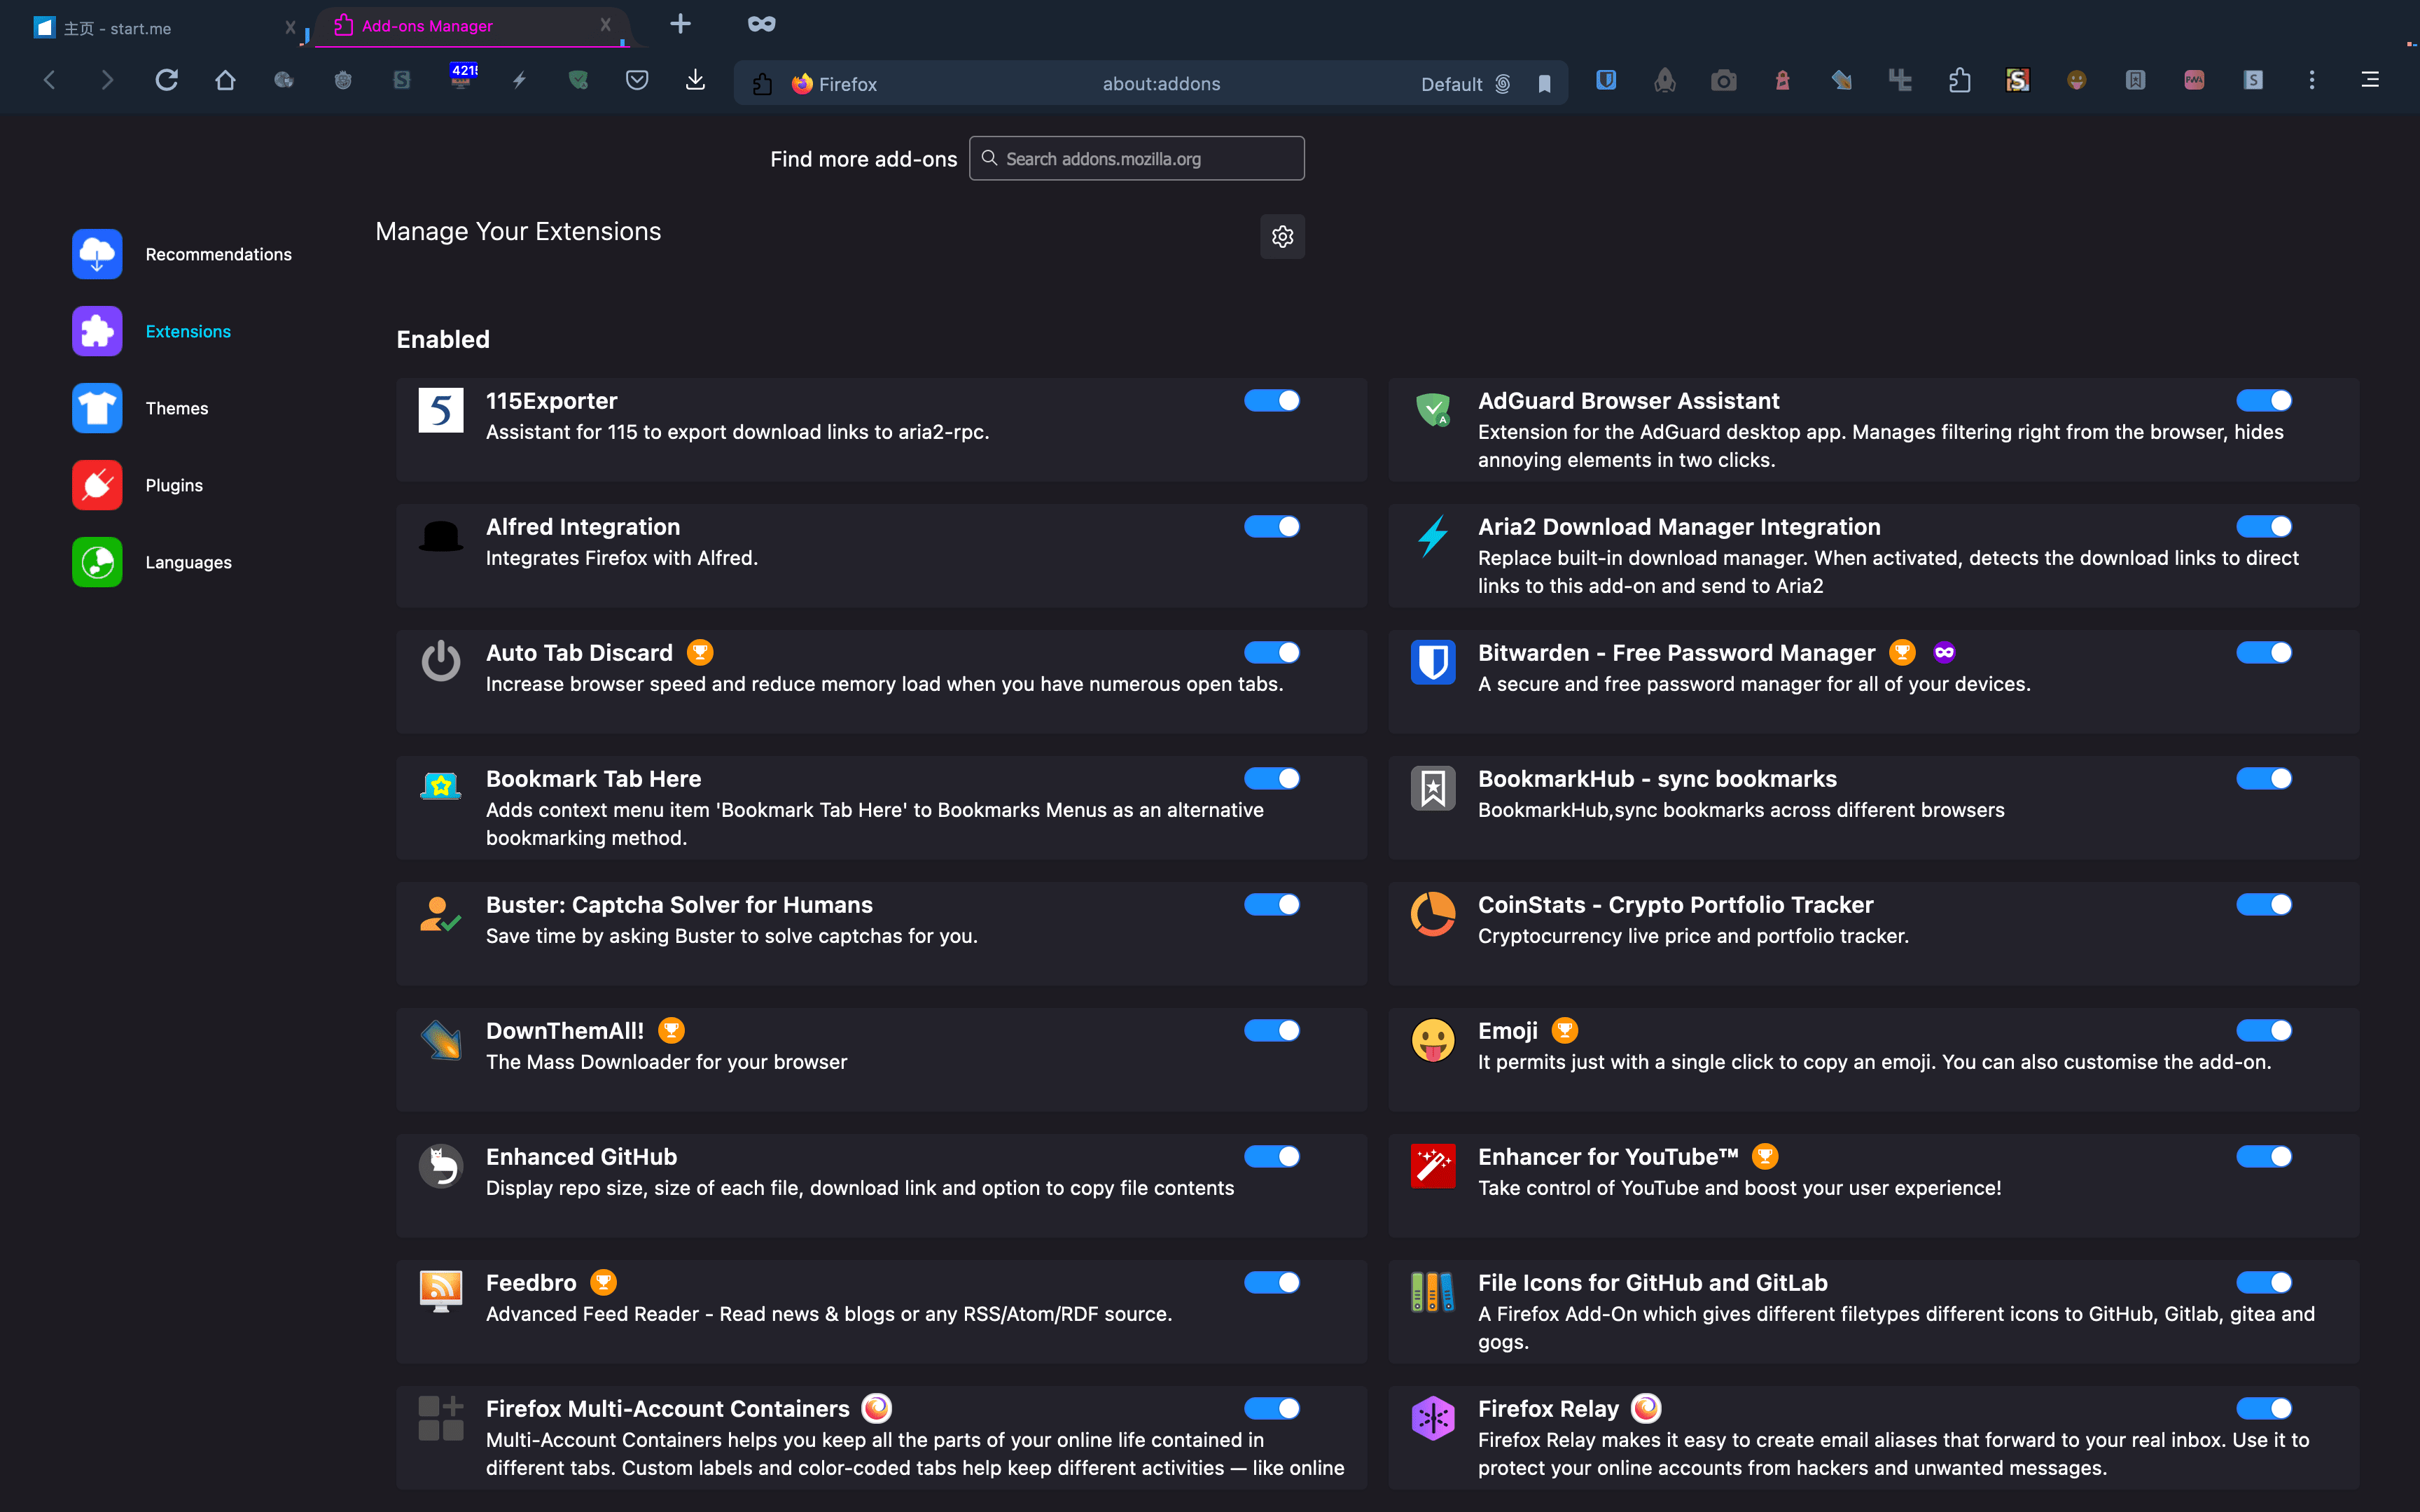 主页 - start.me
X
Add-ons Manager
X
Firefox
about:addons
Default
Find more add-ons
Search addons.mozilla.org
Manage Your Extensions
Recommendations
Extensions
Themes
Plugins
Languages
Enabled
115Exporter
Assistant for 115 to export download links to aria2-rpc.
AdGuard Browser Assistant
Extension for the AdGuard desktop app. Manages filtering right from the browser, hides
annoying elements in two clicks.
Alfred Integration
Integrates Firefox with Alfred.
Aria2 Download Manager Integration
Replace built-in download manager. When activated, detects the download links to direct
links to this add-on and send to Aria2
Auto Tab Discard
Increase browser speed and reduce memory load when you have numerous open tabs.
Bitwarden - Free Password Manager
A secure and free password manager for all of your devices.
Bookmark Tab Here
Adds context menu item 'Bookmark Tab Here' to Bookmarks Menus as an alternative
bookmarking method.
BookmarkHub - sync bookmarks
BookmarkHub,sync bookmarks across different browsers
Buster: Captcha Solver for Humans
Save time by asking Buster to solve captchas for you.
CoinStats - Crypto Portfolio Tracker
Cryptocurrency live price and portfolio tracker.
DownThemAll!
The Mass Downloader for your browser
Emoji
It permits just with a single click to copy an emoji. You can also customise the add-on.
Enhanced GitHub
Display repo size, size of each file, download link and option to copy file contents
Enhancer for YouTube™
Take control of YouTube and boost your user experience!
Feedbro
Advanced Feed Reader - Read news & blogs or any RSS/Atom/RDF source.
File Icons for GitHub and GitLab
A Firefox Add-On which gives different filetypes different icons to GitHub, Gitlab, gitea and
gogs.
Firefox Multi-Account Containers
Multi-Account Containers helps you keep all the parts of your online life contained in
different tabs. Custom labels and color-coded tabs help keep different activities — like online
Firefox Relay
Firefox Relay makes it easy to create email aliases that forward to your real inbox. Use it to
protect your online accounts from hackers and unwanted messages.